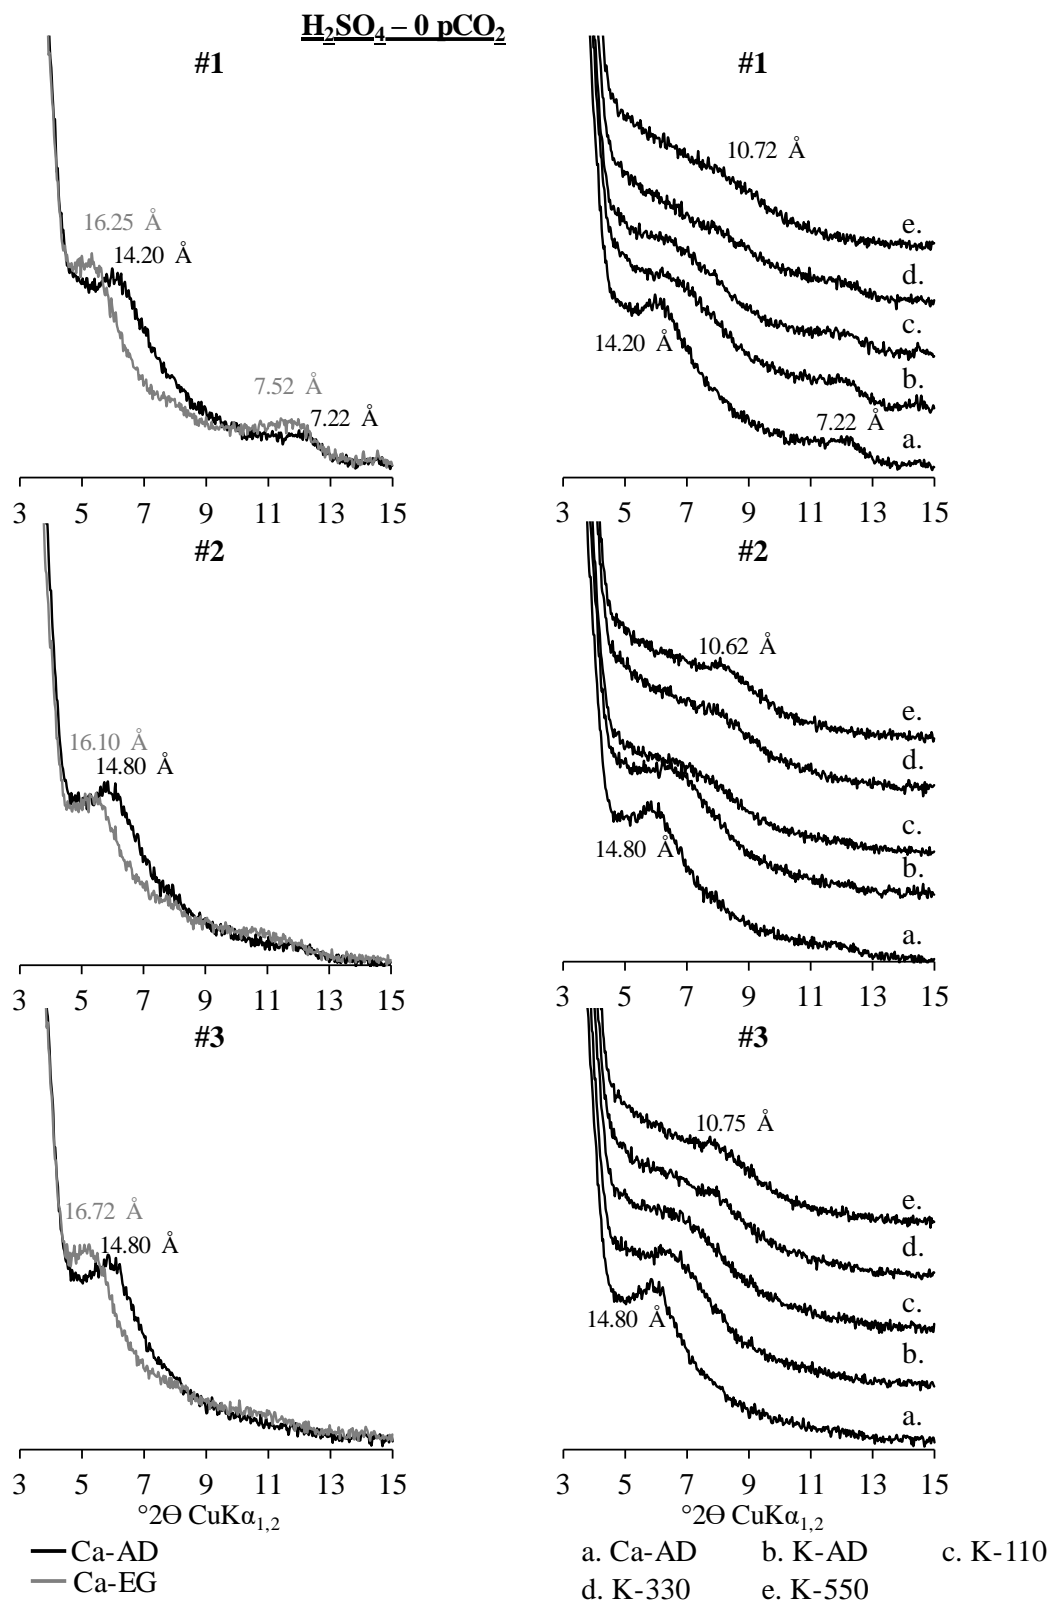 H₂SO₄ – 0 pCO₂
#1
16.25 Å
14.20 Å
7.52 Å
7.22 Å
3 5 7 9 11 13 15
#1
10.72 Å
e.
d.
c.
14.20 Å
b.
7.22 Å
a.
3 5 7 9 11 13 15
#2
16.10 Å
14.80 Å
3 5 7 9 11 13 15
#2
10.62 Å
e.
d.
c.
14.80 Å
b.
a.
3 5 7 9 11 13 15
#3
16.72 Å
14.80 Å
3 5 7 9 11 13 15
°2Θ CuKα₁,₂
#3
10.75 Å
e.
d.
c.
14.80 Å
b.
a.
3 5 7 9 11 13 15
°2Θ CuKα₁,₂
Ca-AD
Ca-EG
a. Ca-AD b. K-AD c. K-110
d. K-330 e. K-550